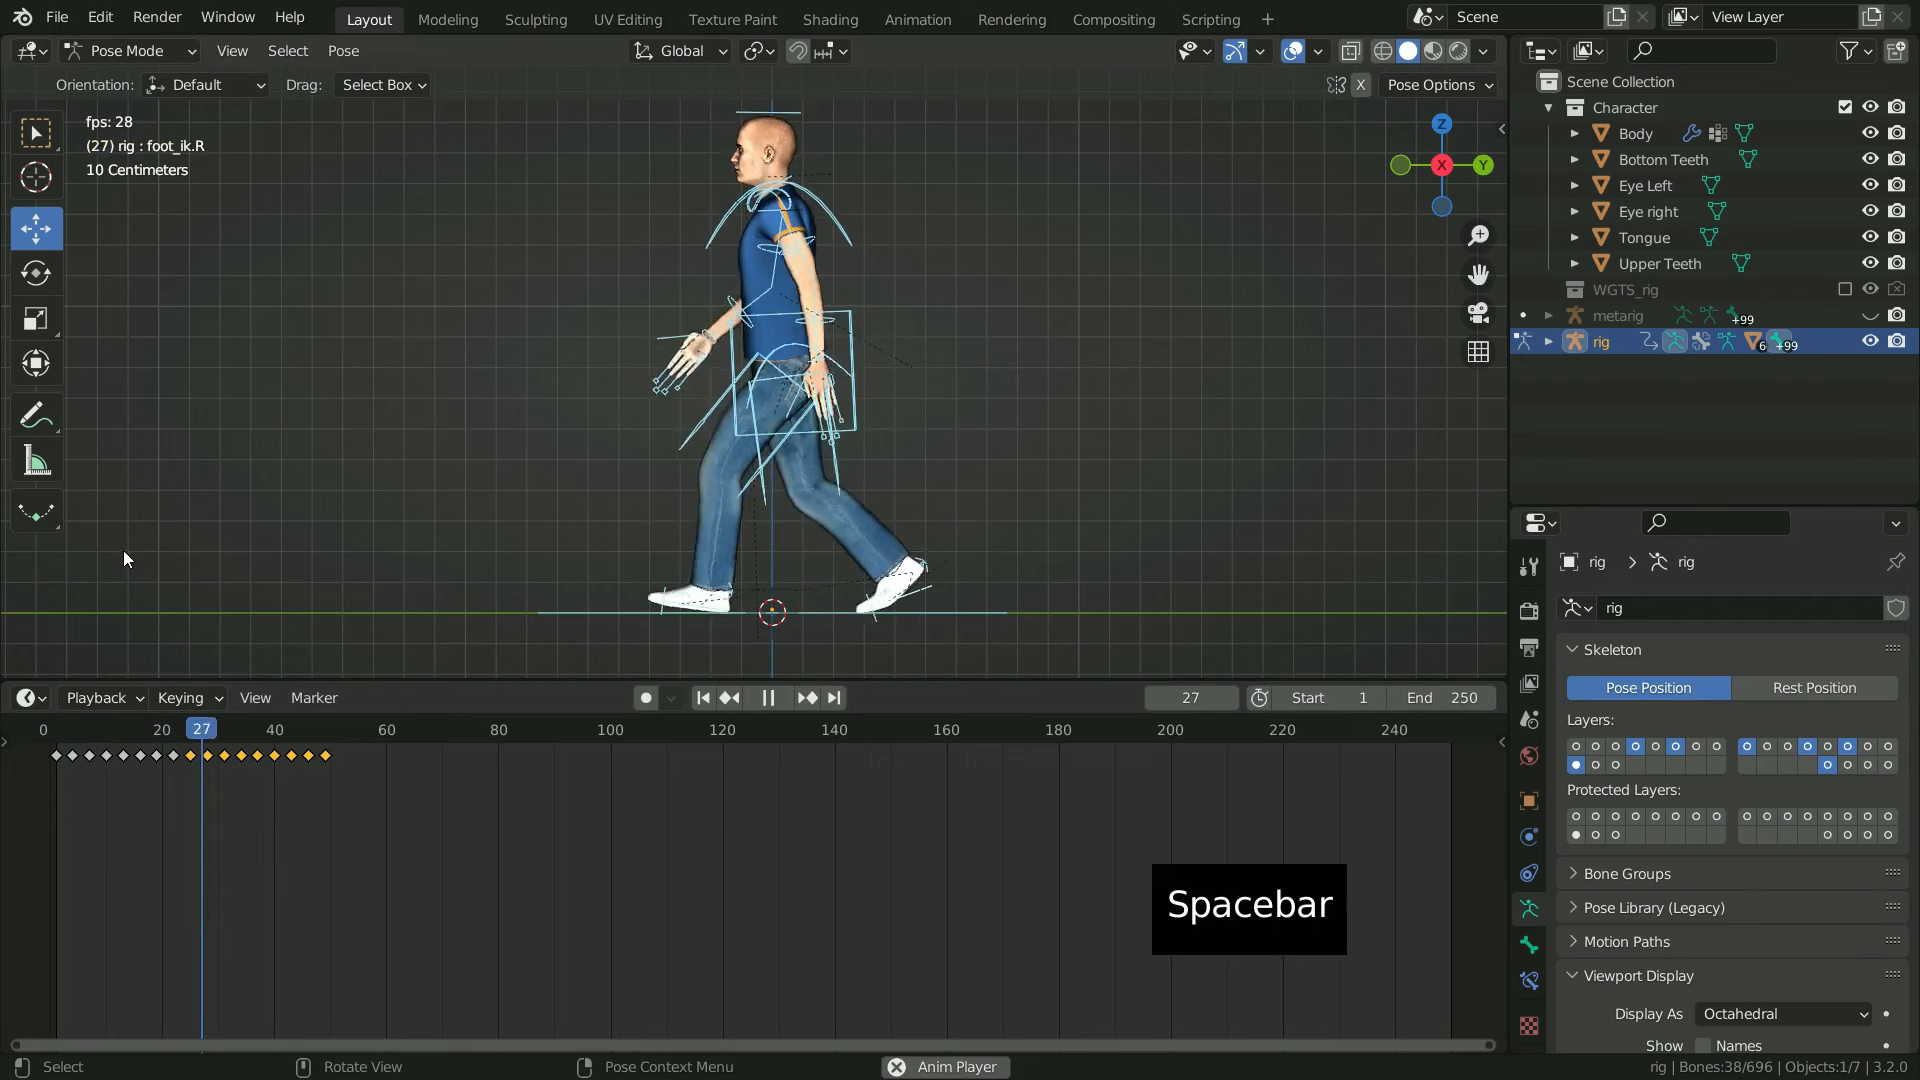 File Edit Render Window Help Layout Modeling Sculpting UV Editing Texture Paint Shading Animation Rendering Compositing Scripting + Scene View Layer
Pose Mode View Select Pose Global
Orientation: Default Drag: Select Box X Pose Options
fps: 28
(27) rig : foot_ik.R
10 Centimeters
Z
X
Y
Scene Collection
Character
Body
Bottom Teeth
Eye Left
Eye right
Tongue
Upper Teeth
WGTS_rig
metarig +99
rig 6 +99
rig > rig
rig
Skeleton
Pose Position Rest Position
Layers:
Protected Layers:
Bone Groups
Pose Library (Legacy)
Motion Paths
Viewport Display
Display As Octahedral
Show Names
Playback Keying View Marker 27 Start 1 End 250
0 20 27 40 60 80 100 120 140 160 180 200 220 240
Spacebar
Select Rotate View Pose Context Menu Anim Player rig | Bones:38/696 | Objects:1/7 | 3.2.0